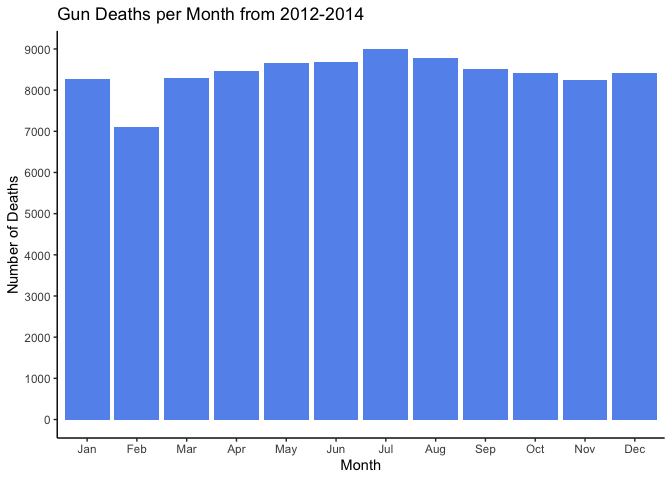 Gun Deaths per Month from 2012-2014
Number of Deaths
9000
8000
7000
6000
5000
4000
3000
2000
1000
0
Jan Feb Mar Apr May Jun Jul Aug Sep Oct Nov Dec
Month